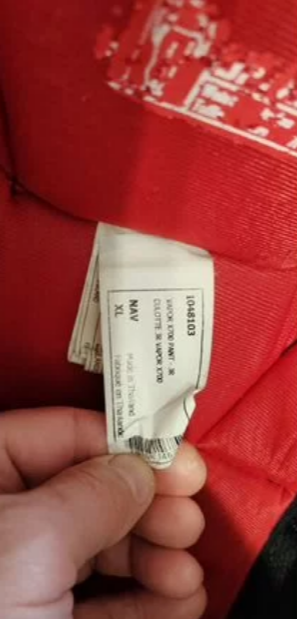 1048103
VAPOR X700 PANT - JR
CULOTTE JR VAPOR X700
NAV
XL
Made in Thailand
Fabriqué en Thaïlande